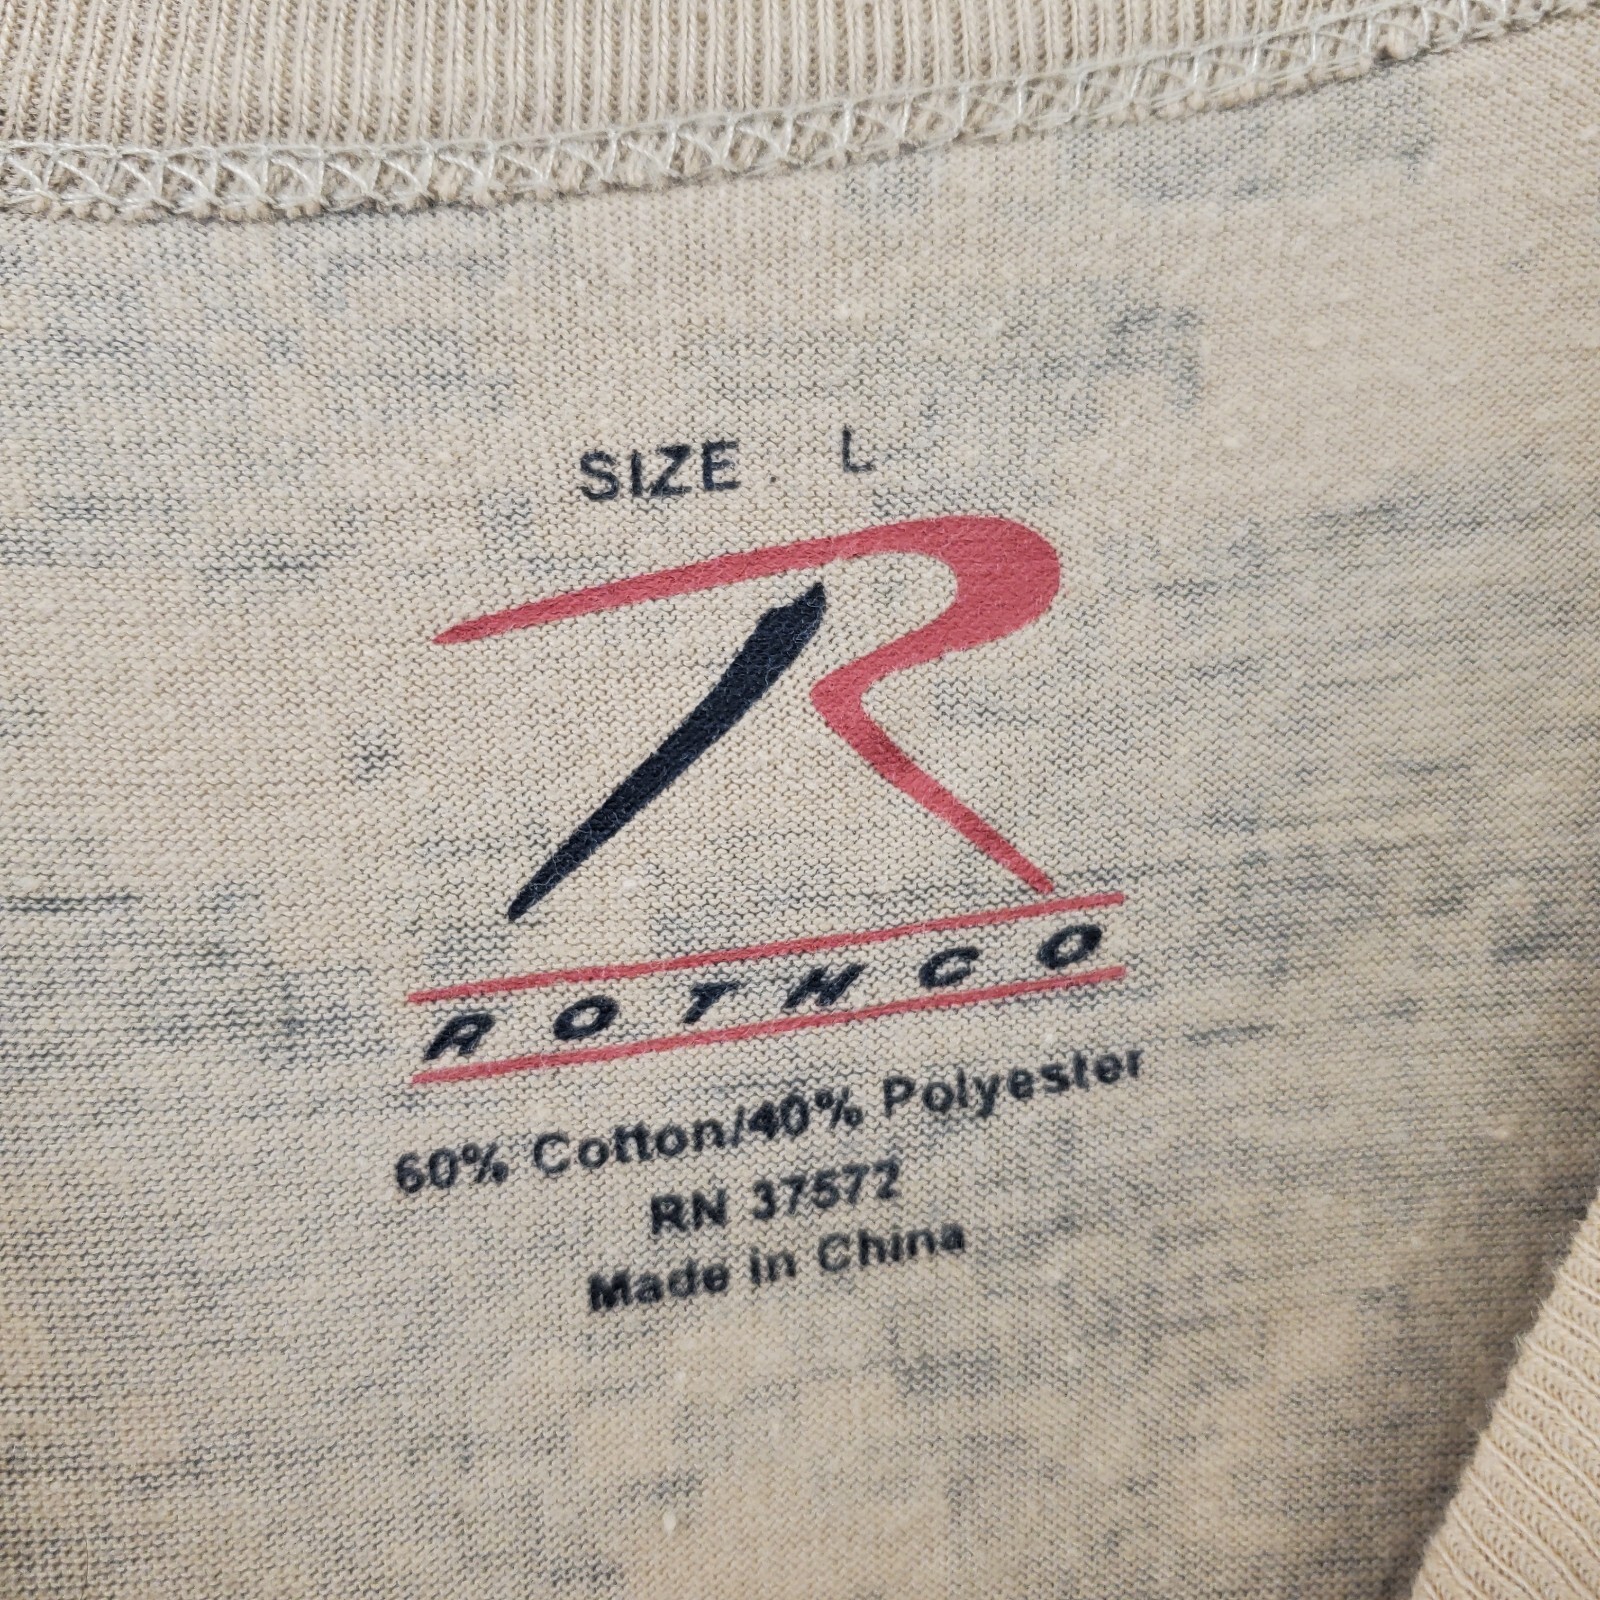 SIZE. L
ROTHCO
60% Cotton/40% Polyester
RN 37572
Made in China